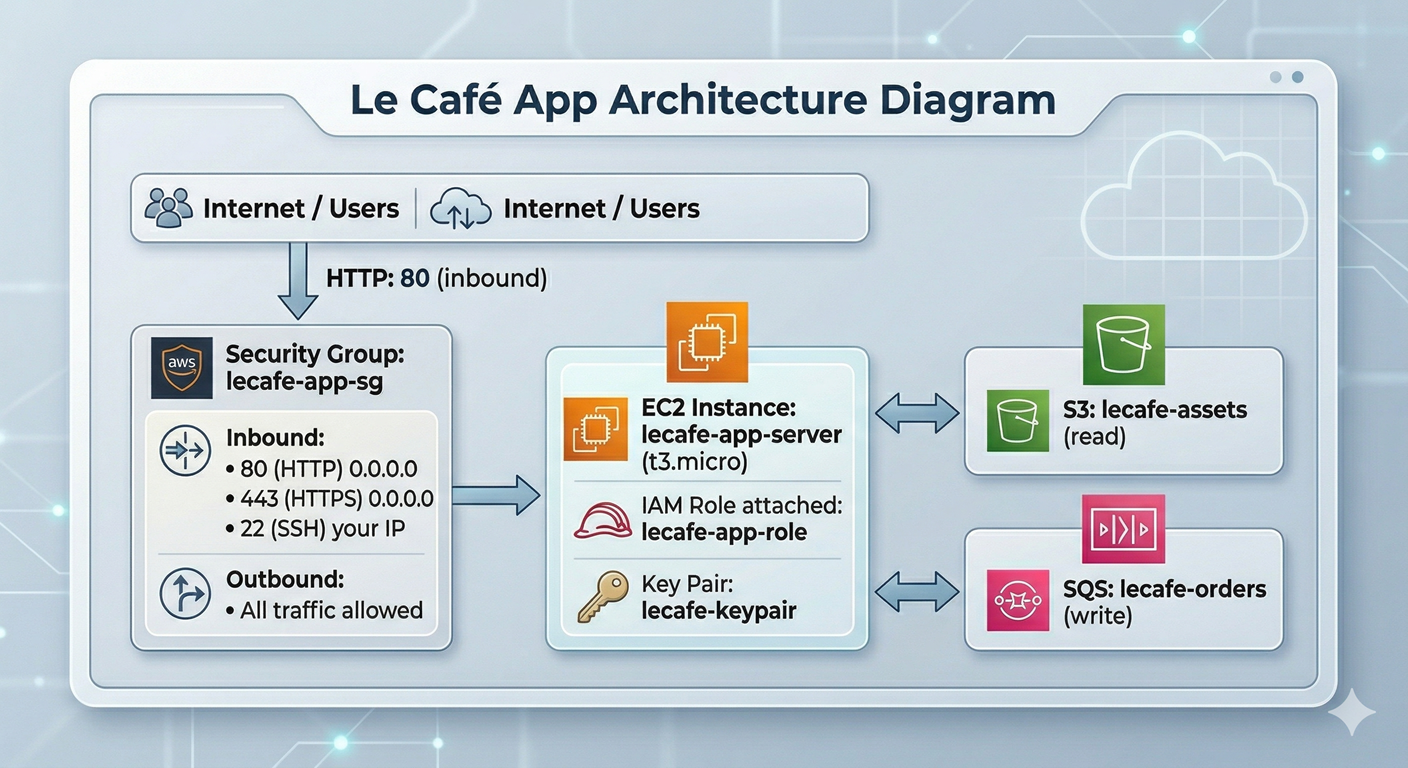 Le Café App Architecture Diagram
Internet / Users
Internet / Users
HTTP: 80 (inbound)
aws
Security Group:
lecafe-app-sg
Inbound:
• 80 (HTTP) 0.0.0.0
• 443 (HTTPS) 0.0.0.0
• 22 (SSH) your IP
Outbound:
• All traffic allowed
EC2 Instance:
lecafe-app-server
(t3.micro)
IAM Role attached:
lecafe-app-role
Key Pair:
lecafe-keypair
S3: lecafe-assets
(read)
SQS: lecafe-orders
(write)